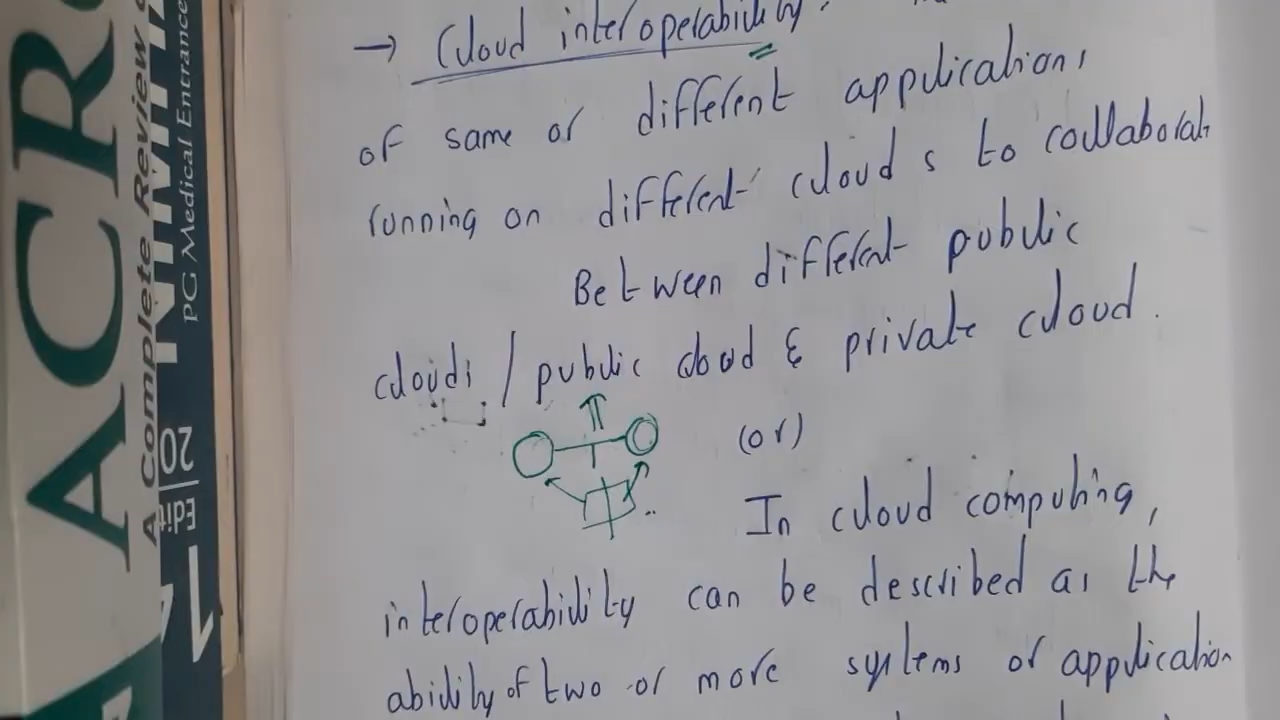 → Cloud interoperability:
of same or different applications
running on different clouds to collaborate
Between different public
clouds / public cloud & private cloud.
(or)
In cloud computing,
interoperability can be described as the
ability of two or more systems or application
ACR
A Complete Review
PG Medical Entrance
20
Edit